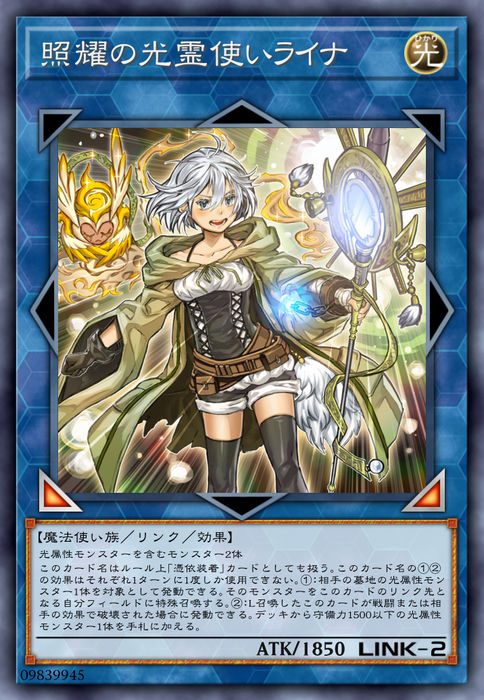 照耀の光霊使いライナ
ひかり
光
【魔法使い族／リンク／効果】
光属性モンスターを含むモンスター2体
このカード名はルール上「憑依装着」カードとしても扱う。このカード名の①②
の効果はそれぞれ1ターンに1度しか使用できない。①：相手の墓地の光属性モン
スター1体を対象として発動できる。そのモンスターをこのカードのリンク先と
なる自分フィールドに特殊召喚する。②：L召喚したこのカードが戦闘または相手
の効果で破壊された場合に発動できる。デッキから守備力1500以下の光属性
モンスター1体を手札に加える。
ATK/1850 LINK-2
09839945